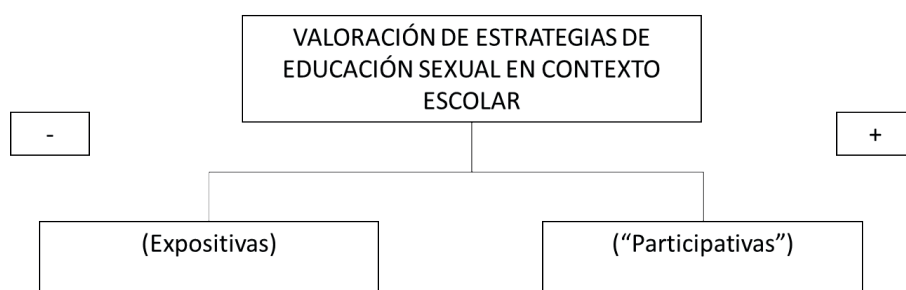 VALORACIÓN DE ESTRATEGIAS DE
EDUCACIÓN SEXUAL EN CONTEXTO
ESCOLAR
-
+
(Expositivas)
(“Participativas”)